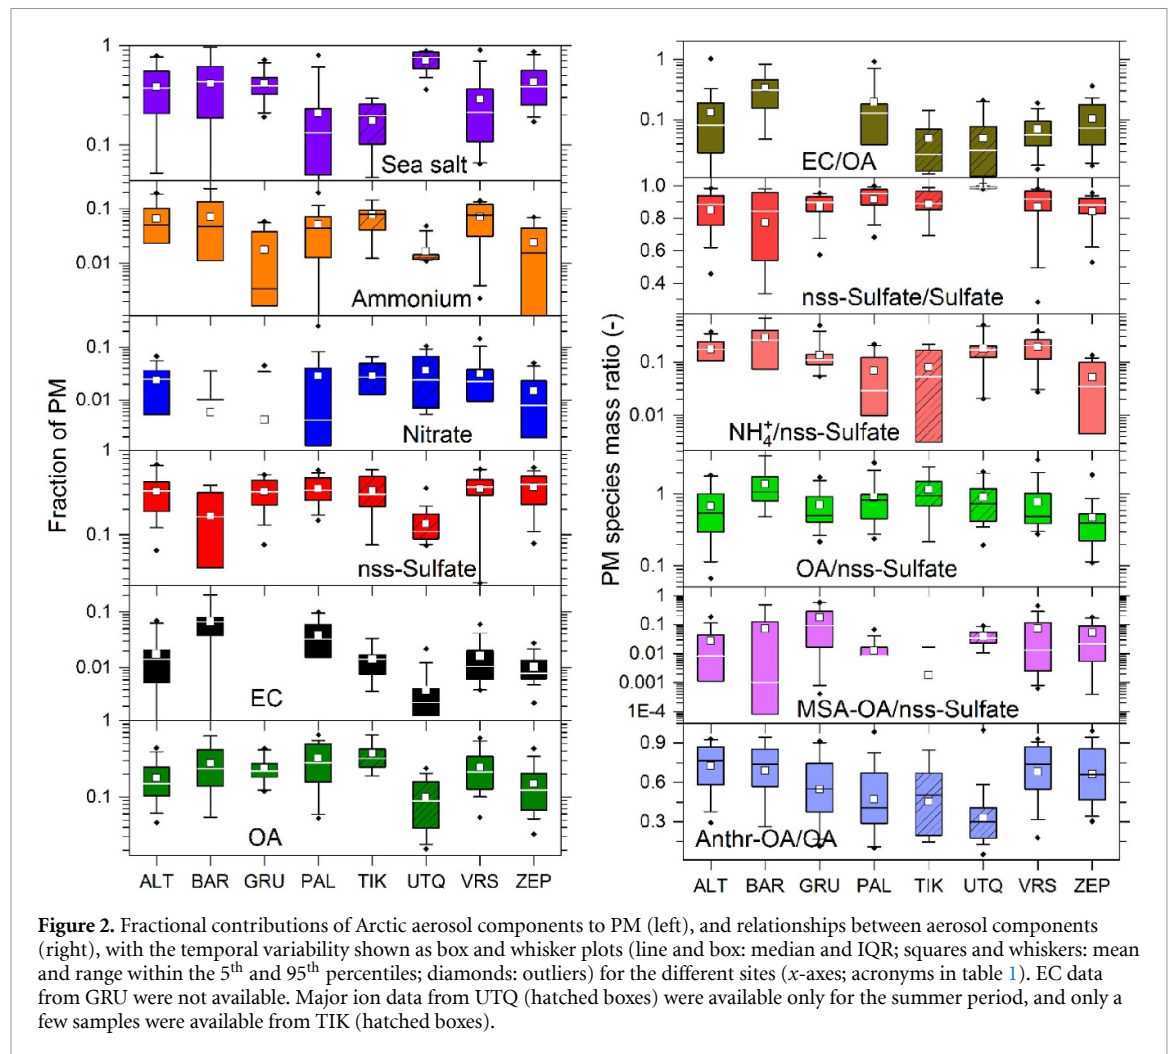 1
0.1
Sea salt
0.1
0.01
Ammonium
0.1
0.01
Nitrate
1
0.1
nss-Sulfate
0.1
0.01
EC
1
0.1
OA
Fraction of PM
ALT BAR GRU PAL TIK UTQ VRS ZEP
1
0.1
EC/OA
1.0
0.8
0.6
0.4
nss-Sulfate/Sulfate
0.1
0.01
NH₄⁺/nss-Sulfate
1
0.1
OA/nss-Sulfate
1
0.1
0.01
0.001
1E-4
MSA-OA/nss-Sulfate
0.9
0.6
0.3
Anthr-OA/OA
PM species mass ratio (-)
ALT BAR GRU PAL TIK UTQ VRS ZEP
Figure 2. Fractional contributions of Arctic aerosol components to PM (left), and relationships between aerosol components
(right), with the temporal variability shown as box and whisker plots (line and box: median and IQR; squares and whiskers: mean
and range within the 5th and 95th percentiles; diamonds: outliers) for the different sites (x-axes; acronyms in table 1). EC data
from GRU were not available. Major ion data from UTQ (hatched boxes) were available only for the summer period, and only a
few samples were available from TIK (hatched boxes).